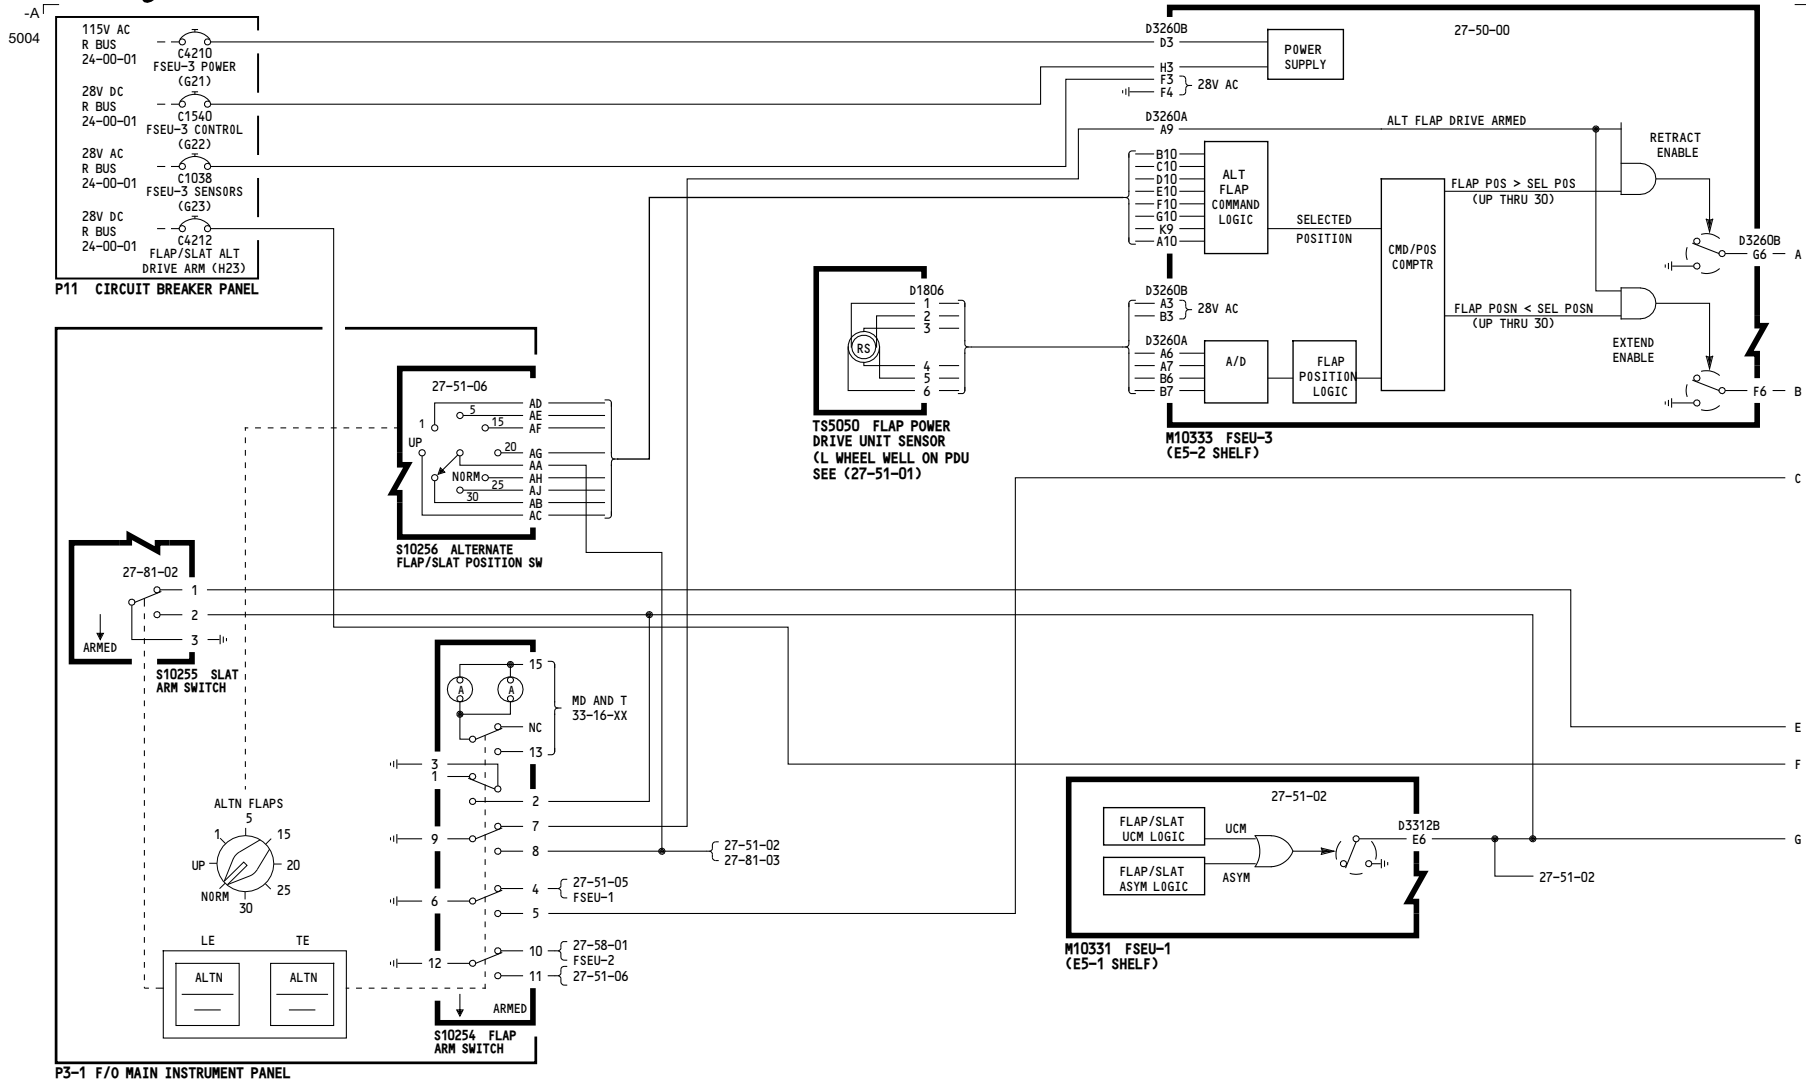 -A
5004
115V AC
R BUS
24-00-01
C4210
FSEU-3 POWER
(G21)
28V DC
R BUS
24-00-01
C1540
FSEU-3 CONTROL
(G22)
28V AC
R BUS
24-00-01
C1038
FSEU-3 SENSORS
(G23)
28V DC
R BUS
24-00-01
C4212
FLAP/SLAT ALT
DRIVE ARM (H23)
P11 CIRCUIT BREAKER PANEL
27-50-00
D3260B
D3
H3
F3
F4
28V AC
POWER
SUPPLY
D3260A
A9
ALT FLAP DRIVE ARMED
B10
C10
D10
E10
F10
G10
K9
A10
ALT
FLAP
COMMAND
LOGIC
SELECTED
POSITION
CMD/POS
COMPTR
FLAP POS > SEL POS
(UP THRU 30)
RETRACT
ENABLE
D3260B
G6
A
FLAP POSN < SEL POSN
(UP THRU 30)
EXTEND
ENABLE
F6
B
D3260B
A3
B3
28V AC
D3260A
A6
A7
B6
B7
A/D
FLAP
POSITION
LOGIC
M10333 FSEU-3
(E5-2 SHELF)
D1806
1
2
3
4
5
6
RS
TS5050 FLAP POWER
DRIVE UNIT SENSOR
(L WHEEL WELL ON PDU
SEE (27-51-01)
27-51-06
AD
AE
AF
AG
AA
AH
AJ
AB
AC
1
5
15
UP
20
NORM
25
30
S10256 ALTERNATE
FLAP/SLAT POSITION SW
C
27-81-02
1
2
3
ARMED
S10255 SLAT
ARM SWITCH
E
F
15
A
A
NC
13
MD AND T
33-16-XX
3
1
2
9
7
8
27-51-02
27-81-03
6
4
5
27-51-05
FSEU-1
12
10
11
27-58-01
FSEU-2
27-51-06
ARMED
S10254 FLAP
ARM SWITCH
ALTN FLAPS
5
1
15
UP
20
NORM
25
30
LE
TE
ALTN
ALTN
P3-1 F/O MAIN INSTRUMENT PANEL
27-51-02
FLAP/SLAT
UCM LOGIC
UCM
FLAP/SLAT
ASYM LOGIC
ASYM
D3312B
E6
G
27-51-02
M10331 FSEU-1
(E5-1 SHELF)